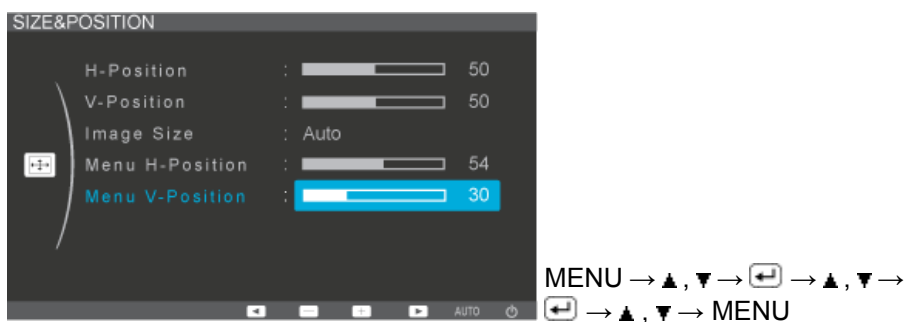 SIZE&POSITION
H-Position : 50
V-Position : 50
Image Size : Auto
Menu H-Position : 54
Menu V-Position : 30
AUTO
MENU → ▲ , ▼ → ↵ → ▲ , ▼ →
↵ → ▲ , ▼ → MENU